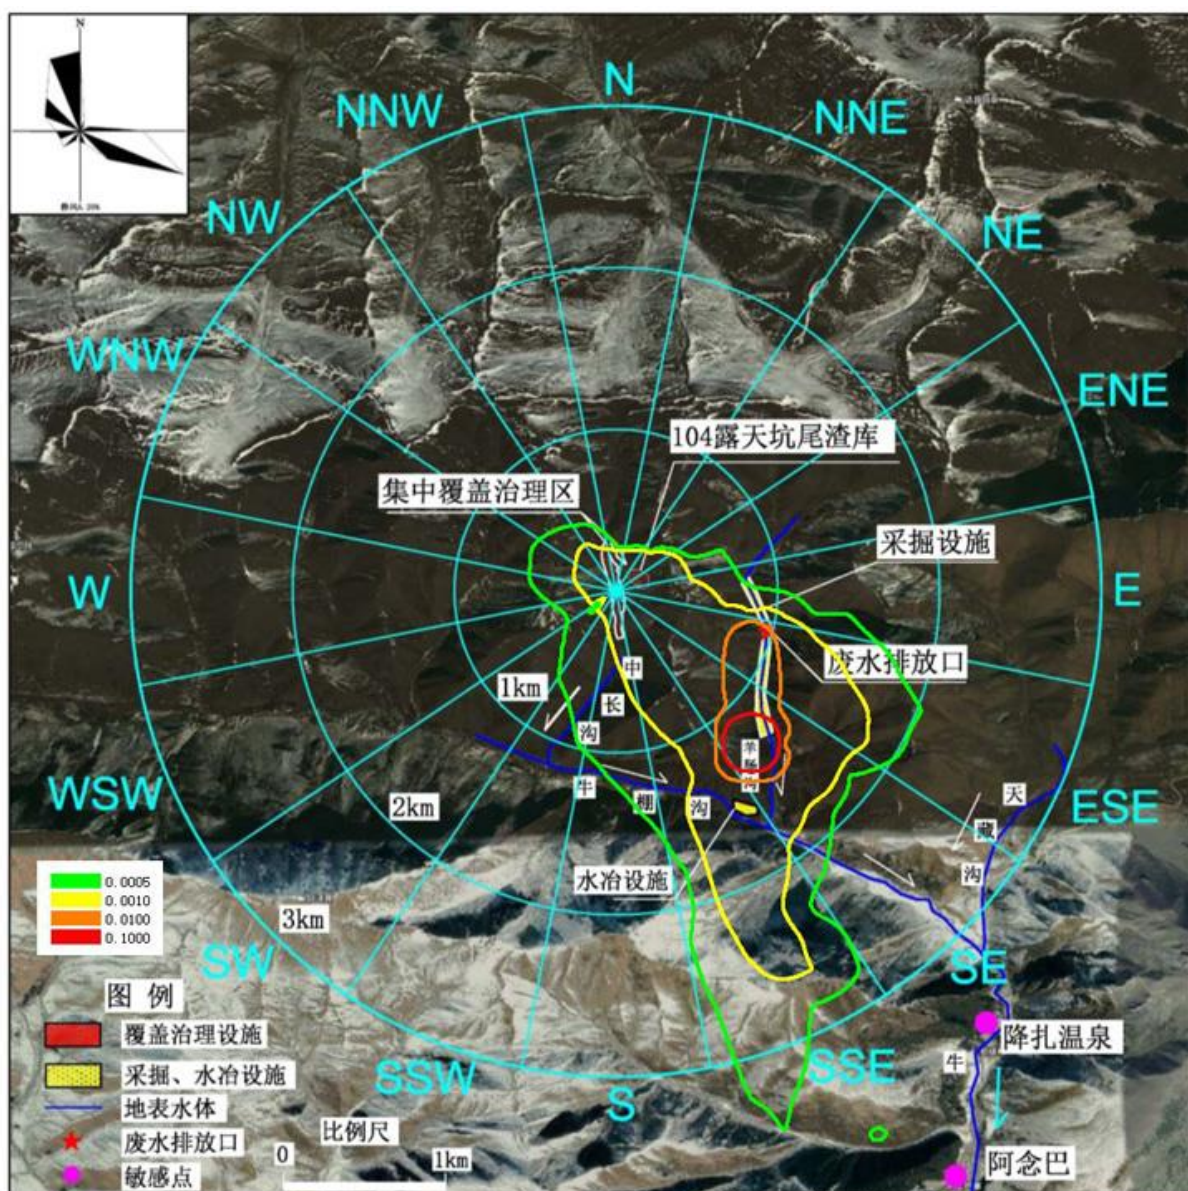 N
N
NNW
NNE
NW
NE
WNW
ENE
104露天坑尾渣库
集中覆盖治理区
采掘设施
W
E
废水排放口
中
长
沟
1km
羊
肠
沟
牛
棚
沟
WSW
ESE
天
藏
沟
2km
水冶设施
0.0005
0.0010
0.0100
0.1000
3km
SW
SE
图 例
覆盖治理设施
采掘、水冶设施
地表水体
废水排放口
敏感点
SSW
S
SSE
降扎温泉
牛
比例尺
0
1km
阿念巴